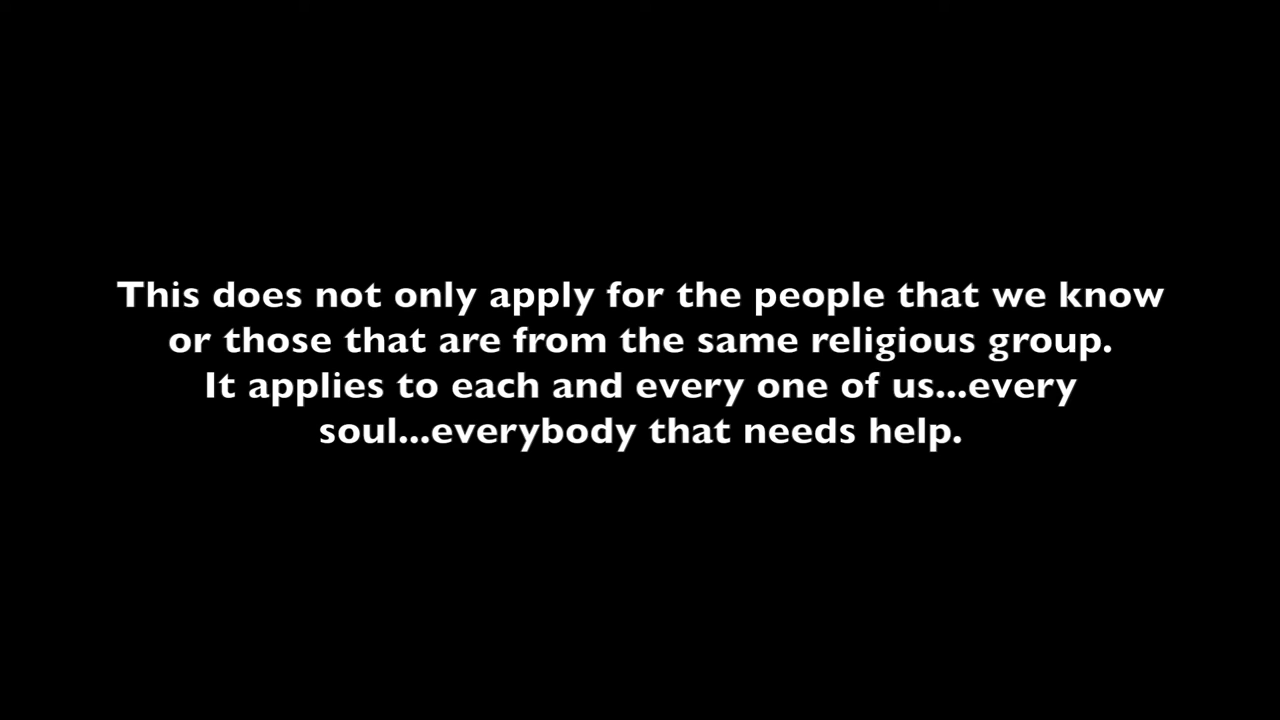 This does not only apply for the people that we know
or those that are from the same religious group.
It applies to each and every one of us...every
soul...everybody that needs help.